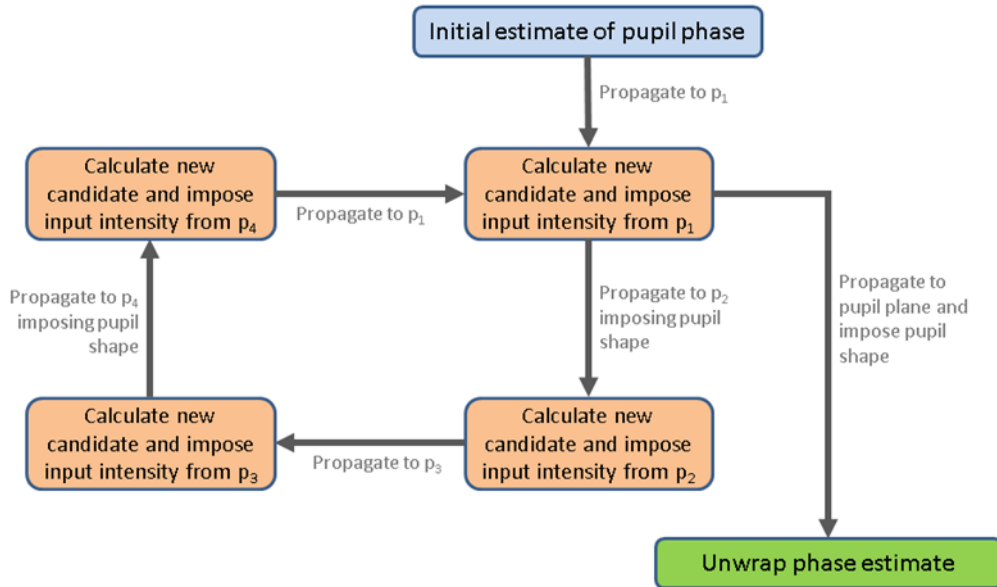 Initial estimate of pupil phase
Propagate to p₁
Calculate new
candidate and impose
input intensity from p₄
Propagate to p₁
Calculate new
candidate and impose
input intensity from p₁
Propagate to p₄
imposing pupil
shape
Propagate to p₂
imposing pupil
shape
Propagate to
pupil plane and
impose pupil
shape
Calculate new
candidate and impose
input intensity from p₃
Propagate to p₃
Calculate new
candidate and impose
input intensity from p₂
Unwrap phase estimate